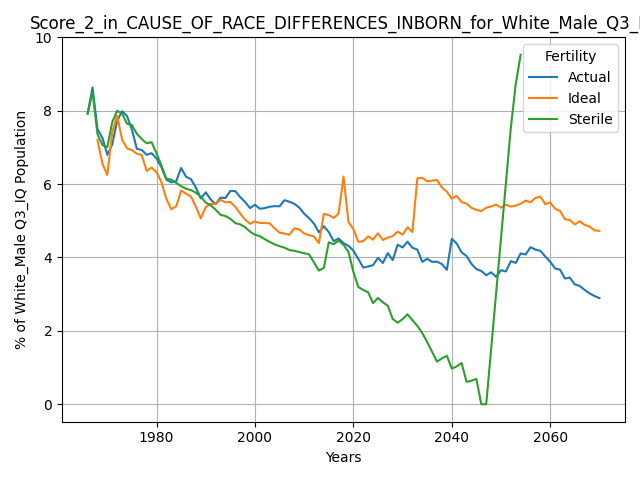 Score_2_in_CAUSE_OF_RACE_DIFFERENCES_INBORN_for_White_Male_Q3_
10
8
6
4
2
0
% of White_Male Q3_IQ Population
Fertility
Actual
Ideal
Sterile
1980
2000
2020
2040
2060
Years